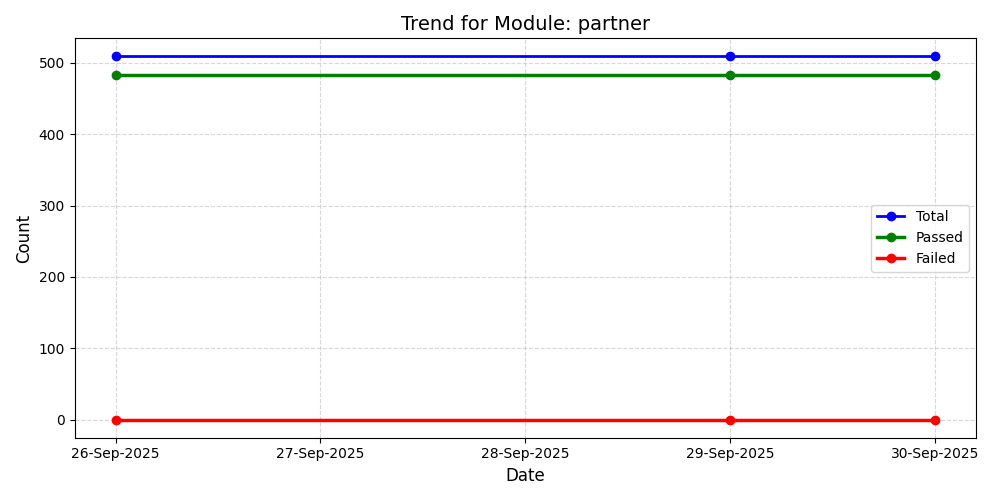 Trend for Module: partner
Count
500
400
300
200
100
0
Total
Passed
Failed
26-Sep-2025
27-Sep-2025
28-Sep-2025
29-Sep-2025
30-Sep-2025
Date